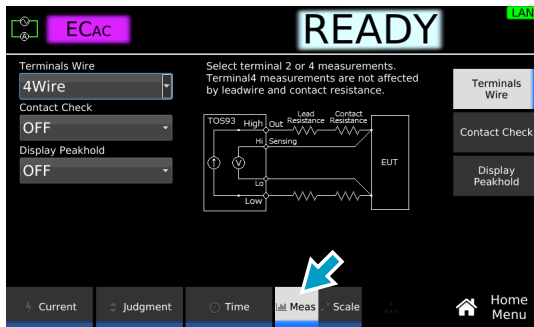 LAN
ECAC
READY
Terminals Wire
4Wire
Contact Check
OFF
Display Peakhold
OFF
Select terminal 2 or 4 measurements.
Terminal4 measurements are not affected
by leadwire and contact resistance.
TOS93
High
Out
Lead
Resistance
Contact
Resistance
Hi
Sensing
A
V
EUT
Lo
Low
Terminals
Wire
Contact Check
Display
Peakhold
Current
Judgment
Time
Meas
Scale
Home
Menu